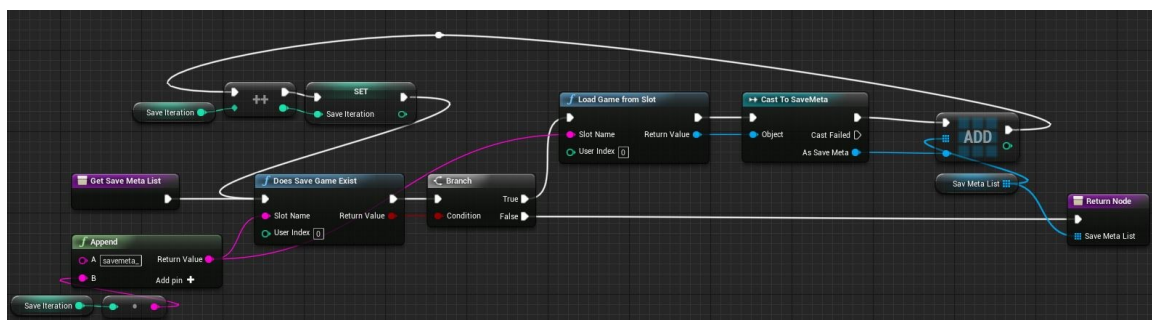 Save Iteration
++
SET
Save Iteration
Load Game from Slot
Slot Name
Return Value
User Index 0
Cast To SaveMeta
Object
Cast Failed
As Save Meta
ADD
Sav Meta List
Get Save Meta List
Does Save Game Exist
Slot Name
Return Value
User Index 0
Branch
True
Condition
False
Return Node
Save Meta List
Append
A savemeta_
Return Value
B
Add pin +
Save Iteration